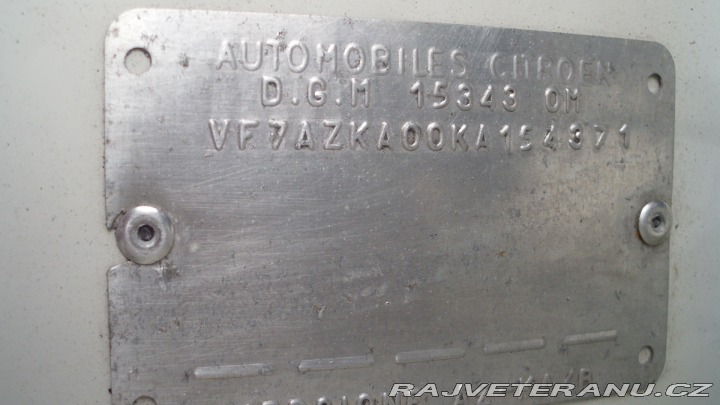 AUTOMOBILES CITROEN
D.G.M 15343 OM
VF7AZKA00KA154371
RAJVETERANU.CZ